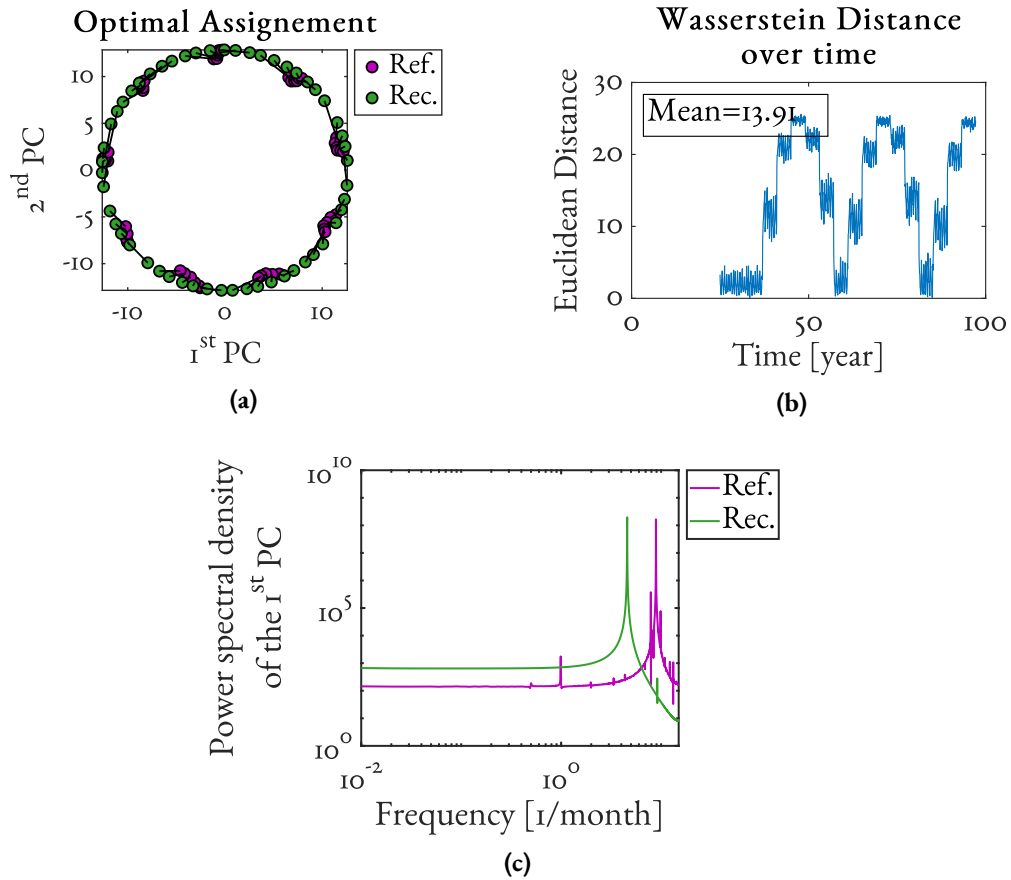 Optimal Assignement
10
5
0
-5
-10
2nd PC
-10
0
10
1st PC
Ref.
Rec.
(a)
Wasserstein Distance
over time
30
20
10
0
Euclidean Distance
Mean=13.91
0
50
100
Time [year]
(b)
Power spectral density
of the 1st PC
10^10
10^5
10^0
10^-2
10^0
Frequency [1/month]
Ref.
Rec.
(c)